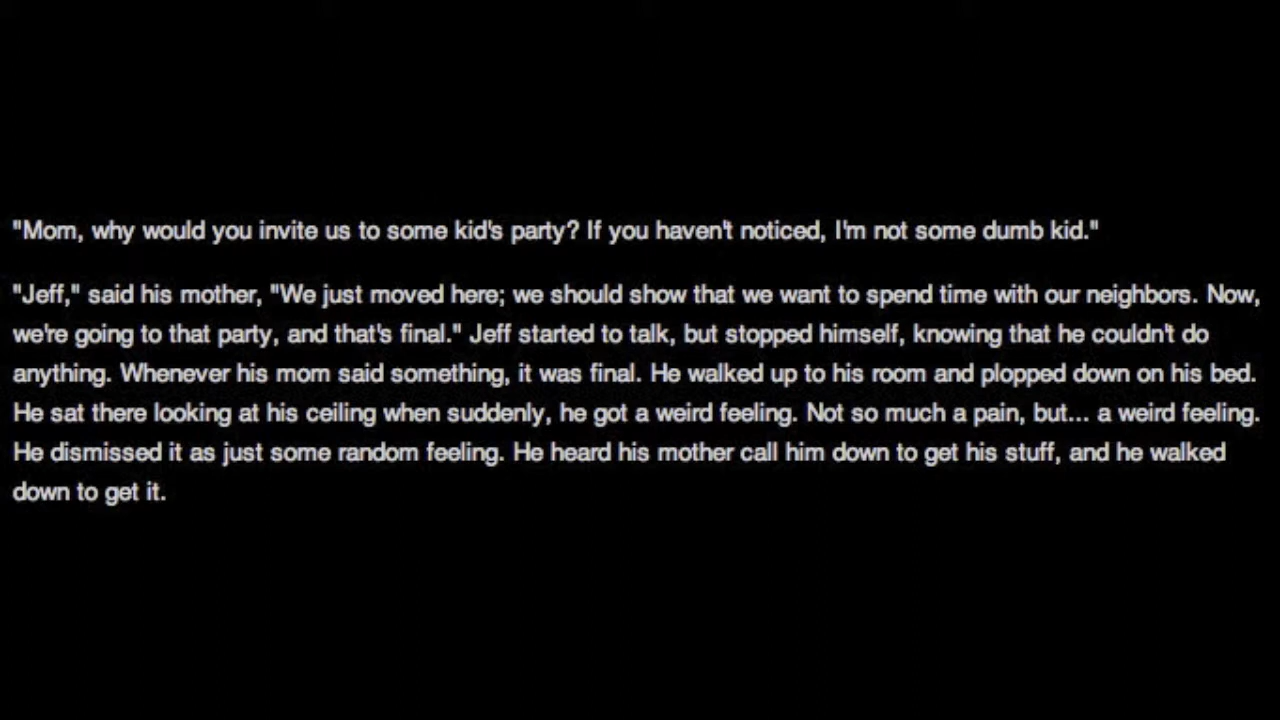 "Mom, why would you invite us to some kid's party? If you haven't noticed, I'm not some dumb kid."
"Jeff," said his mother, "We just moved here; we should show that we want to spend time with our neighbors. Now,
we're going to that party, and that's final." Jeff started to talk, but stopped himself, knowing that he couldn't do
anything. Whenever his mom said something, it was final. He walked up to his room and plopped down on his bed.
He sat there looking at his ceiling when suddenly, he got a weird feeling. Not so much a pain, but... a weird feeling.
He dismissed it as just some random feeling. He heard his mother call him down to get his stuff, and he walked
down to get it.